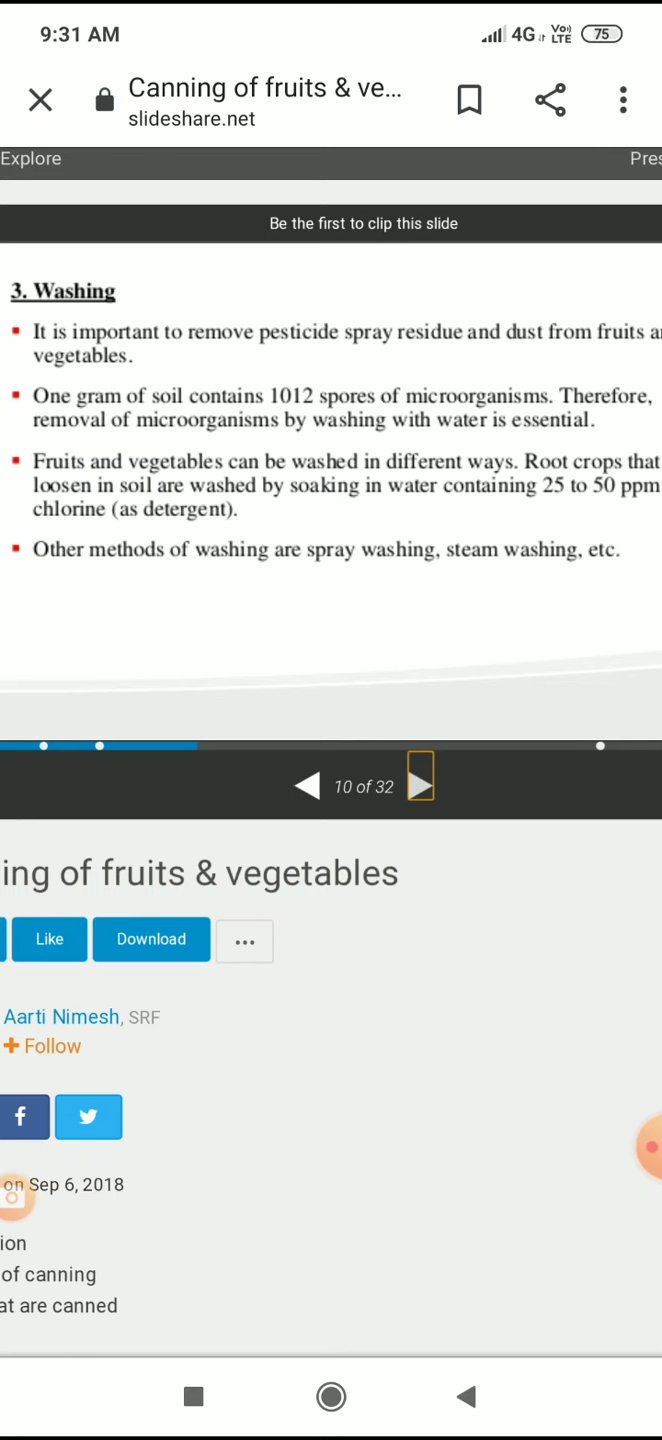 9:31 AM
4G
Vo))
LTE
75
Canning of fruits & ve...
slideshare.net
Explore
Pres
Be the first to clip this slide
3. Washing
It is important to remove pesticide spray residue and dust from fruits a
vegetables.
One gram of soil contains 1012 spores of microorganisms. Therefore,
removal of microorganisms by washing with water is essential.
Fruits and vegetables can be washed in different ways. Root crops that
loosen in soil are washed by soaking in water containing 25 to 50 ppm
chlorine (as detergent).
Other methods of washing are spray washing, steam washing, etc.
10 of 32
ing of fruits & vegetables
Like
Download
...
Aarti Nimesh, SRF
+ Follow
f
on Sep 6, 2018
ion
of canning
at are canned